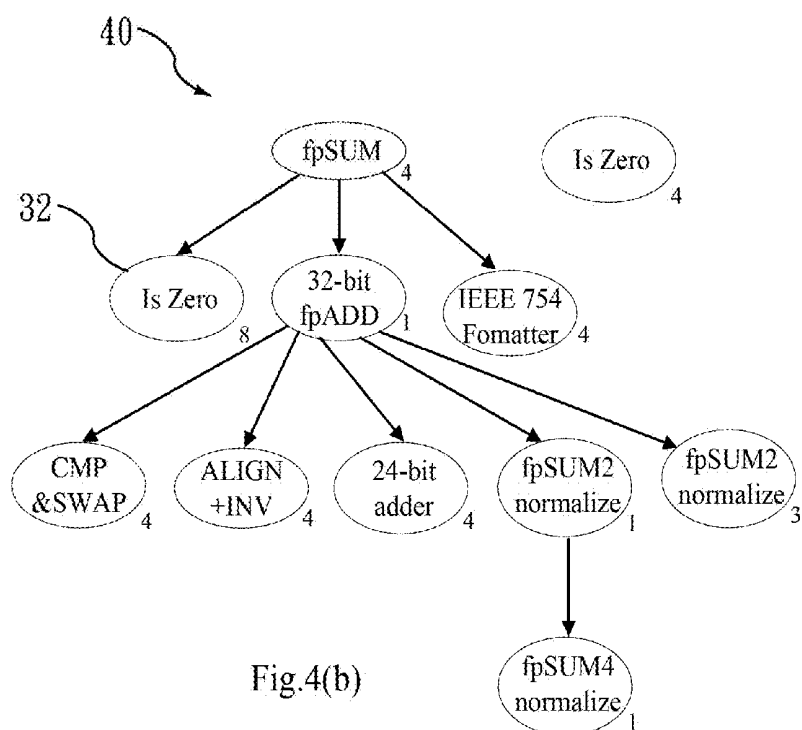 40
fpSUM
4
Is Zero
4
32
Is Zero
8
32-bit
fpADD
1
IEEE 754
Fomatter
4
CMP
&SWAP
4
ALIGN
+INV
4
24-bit
adder
4
fpSUM2
normalize
1
fpSUM2
normalize
3
fpSUM4
normalize
1
Fig.4(b)